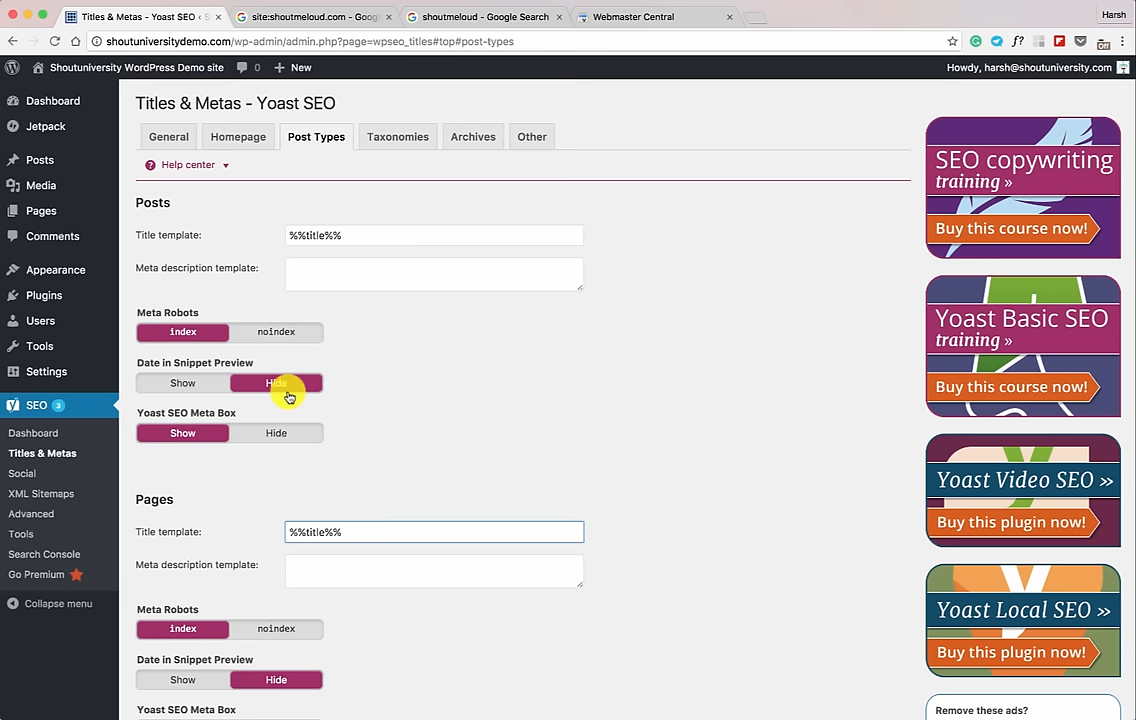 Titles & Metas - Yoast SEO ‹ S
site:shoutmeloud.com - Googl
shoutmeloud - Google Search
Webmaster Central
Harsh
shoutuniversitydemo.com/wp-admin/admin.php?page=wpseo_titles#top#post-types
Off
Shoutuniversity WordPress Demo site
0
+ New
Howdy, harsh@shoutuniversity.com
Dashboard
Jetpack
Posts
Media
Pages
Comments
Appearance
Plugins
Users
Tools
Settings
SEO 3
Dashboard
Titles & Metas
Social
XML Sitemaps
Advanced
Tools
Search Console
Go Premium
Collapse menu
Titles & Metas - Yoast SEO
General
Homepage
Post Types
Taxonomies
Archives
Other
Help center
Posts
Title template:
%%title%%
Meta description template:
Meta Robots
index
noindex
Date in Snippet Preview
Show
Hide
Yoast SEO Meta Box
Show
Hide
Pages
Title template:
%%title%%
Meta description template:
Meta Robots
index
noindex
Date in Snippet Preview
Show
Hide
Yoast SEO Meta Box
SEO copywriting
training »
Buy this course now!
Yoast Basic SEO
training »
Buy this course now!
Yoast Video SEO »
Buy this plugin now!
Yoast Local SEO »
Buy this plugin now!
Remove these ads?